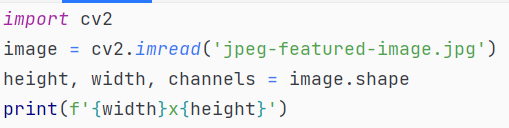 import cv2
image = cv2.imread('jpeg-featured-image.jpg')
height, width, channels = image.shape
print(f'{width}x{height}')